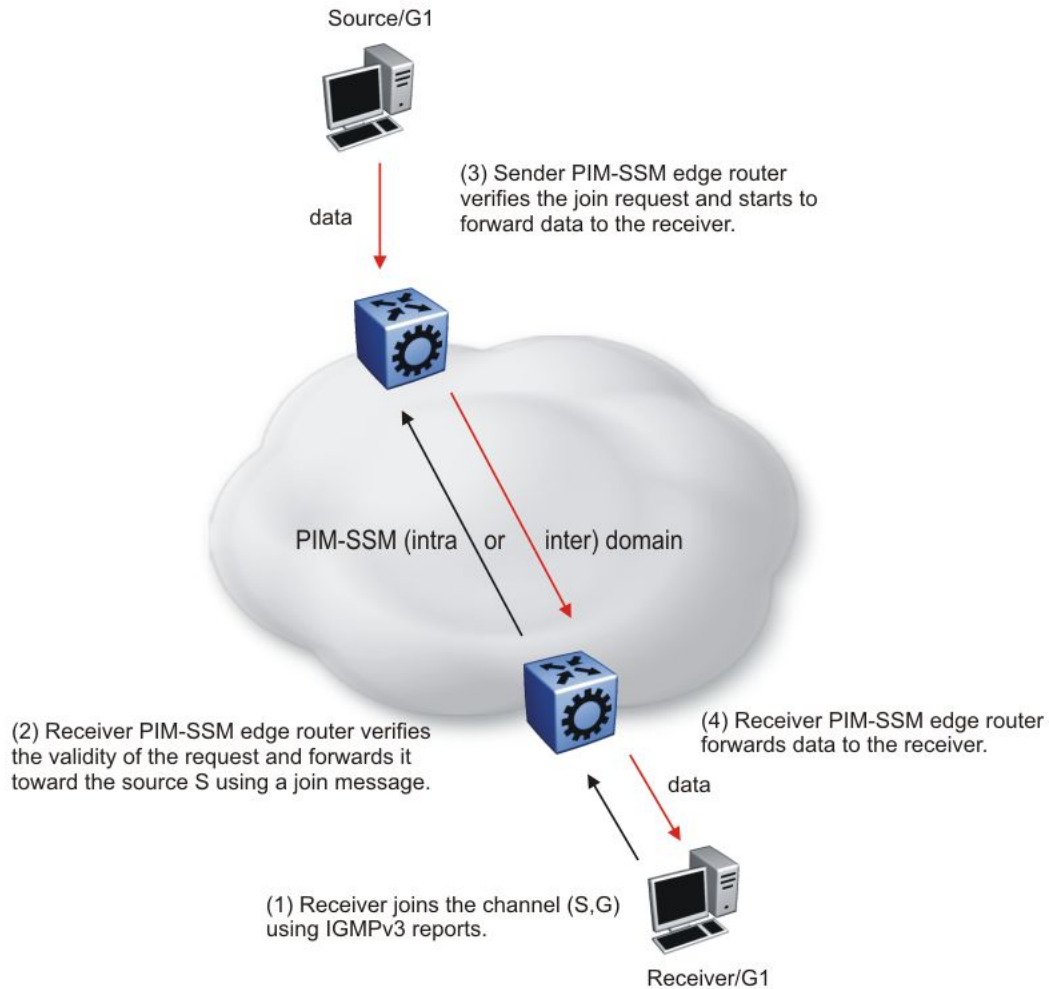 Source/G1
(3) Sender PIM-SSM edge router
verifies the join request and starts to
forward data to the receiver.
data
PIM-SSM (intra or inter) domain
(2) Receiver PIM-SSM edge router verifies
the validity of the request and forwards it
toward the source S using a join message.
(4) Receiver PIM-SSM edge router
forwards data to the receiver.
data
(1) Receiver joins the channel (S,G)
using IGMPv3 reports.
Receiver/G1